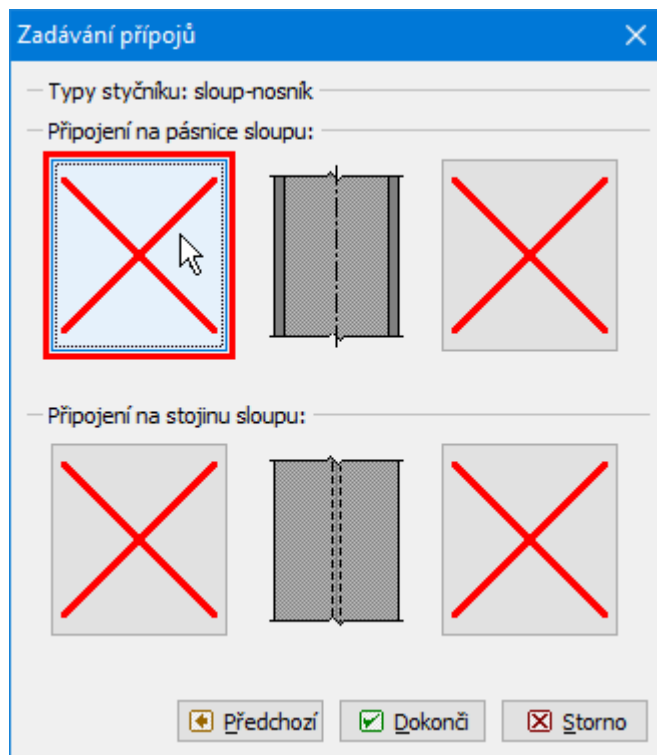 Zadávání přípojů
Typy styčníku: sloup-nosník
Připojení na pásnice sloupu:
Připojení na stojinu sloupu:
Předchozí
Dokonči
Storno